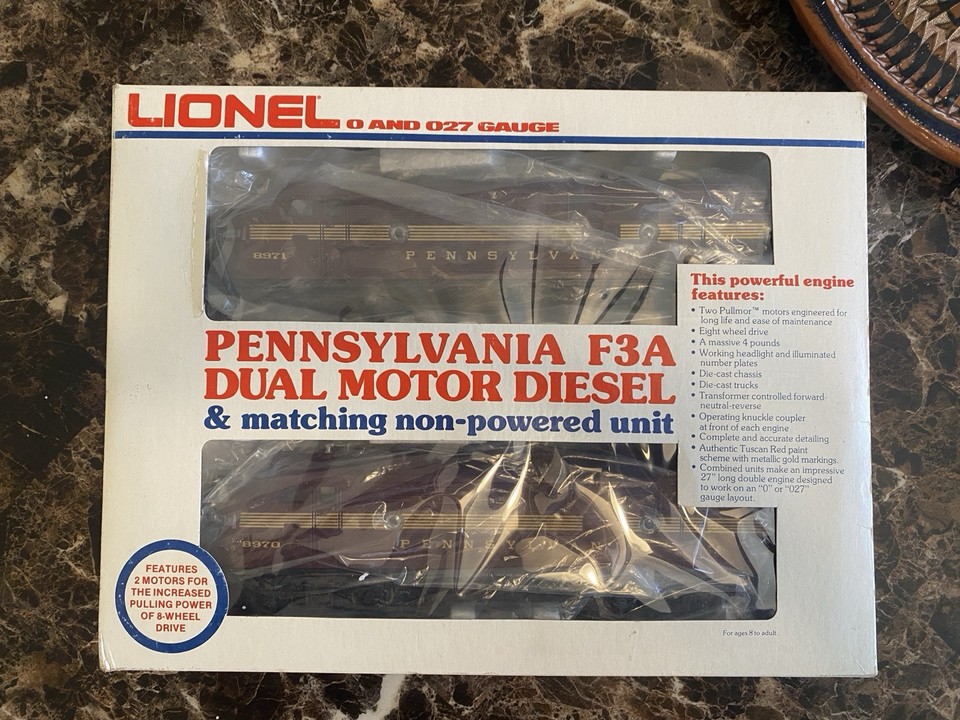 LIONEL® O AND O27 GAUGE
8971
PENNSYLVAN
PENNSYLVANIA F3A
DUAL MOTOR DIESEL
& matching non-powered unit
8970
PENNSY
This powerful engine
features:
• Two Pullmor™ motors engineered for
long life and ease of maintenance
• Eight wheel drive
• A massive 4 pounds
• Working headlight and illuminated
number plates
• Die-cast chassis
• Die-cast trucks
• Transformer controlled forward-
neutral-reverse
• Operating knuckle coupler
at front of each engine
• Complete and accurate detailing
• Authentic Tuscan Red paint
scheme with metallic gold markings.
• Combined units make an impressive
27" long double engine designed
to work on an "0" or "027"
gauge layout.
FEATURES
2 MOTORS FOR
THE INCREASED
PULLING POWER
OF 8-WHEEL
DRIVE
For ages 8 to adult